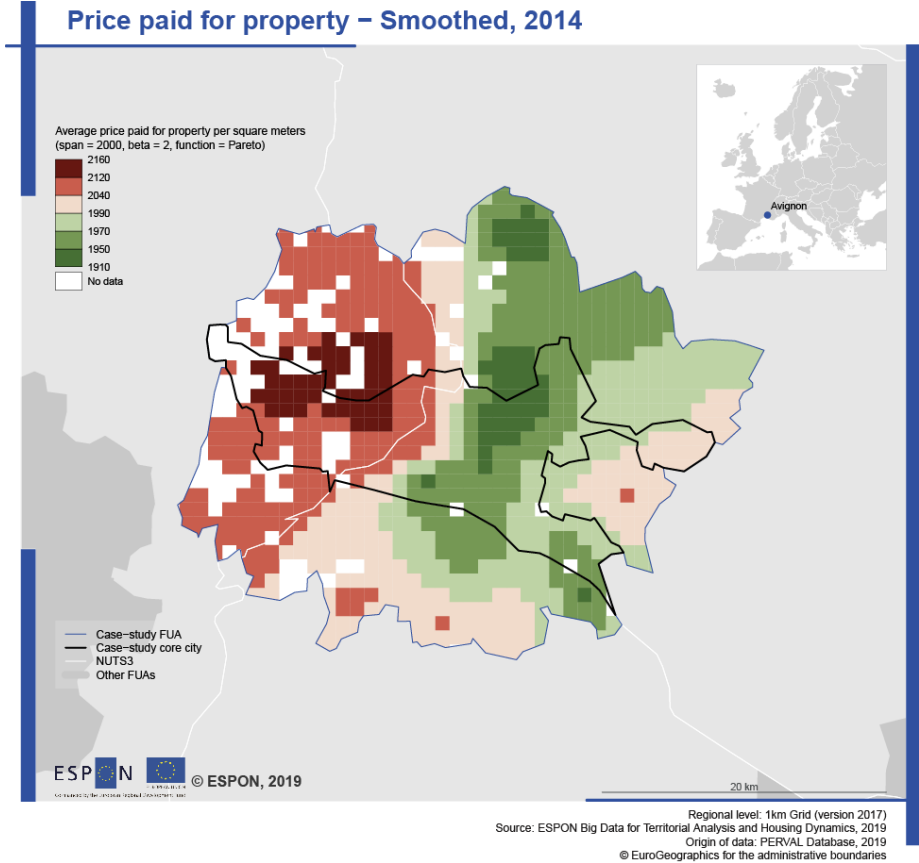 Price paid for property − Smoothed, 2014
Average price paid for property per square meters
(span = 2000, beta = 2, function = Pareto)
2160
2120
2040
1990
1970
1950
1910
No data
Avignon
Case−study FUA
Case−study core city
NUTS3
Other FUAs
ESPON
© ESPON, 2019
20 km
Regional level: 1km Grid (version 2017)
Source: ESPON Big Data for Territorial Analysis and Housing Dynamics, 2019
Origin of data: PERVAL Database, 2019
© EuroGeographics for the administrative boundaries